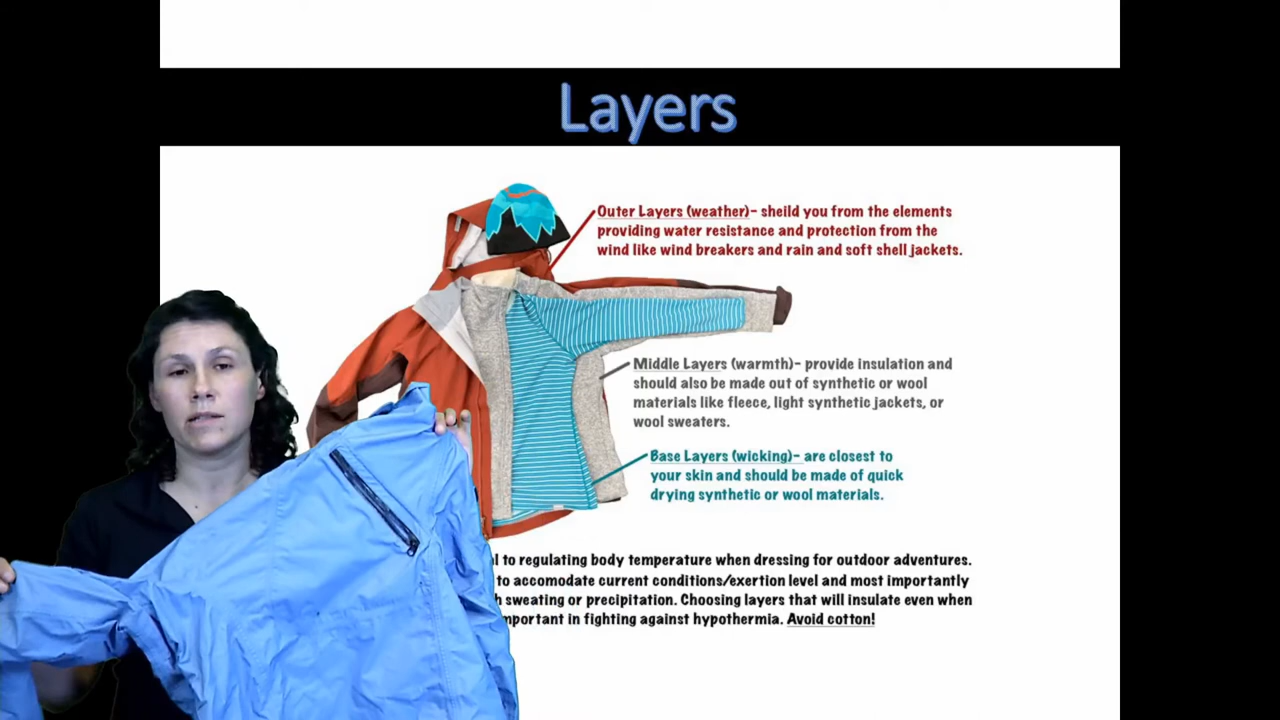 Layers
Outer Layers (weather)- sheild you from the elements
providing water resistance and protection from the
wind like wind breakers and rain and soft shell jackets.
Middle Layers (warmth)- provide insulation and
should also be made out of synthetic or wool
materials like fleece, light synthetic jackets, or
wool sweaters.
Base Layers (wicking)- are closest to
your skin and should be made of quick
drying synthetic or wool materials.
to regulating body temperature when dressing for outdoor adventures.
to accomodate current conditions/exertion level and most importantly
sweating or precipitation. Choosing layers that will insulate even when
important in fighting against hypothermia. Avoid cotton!